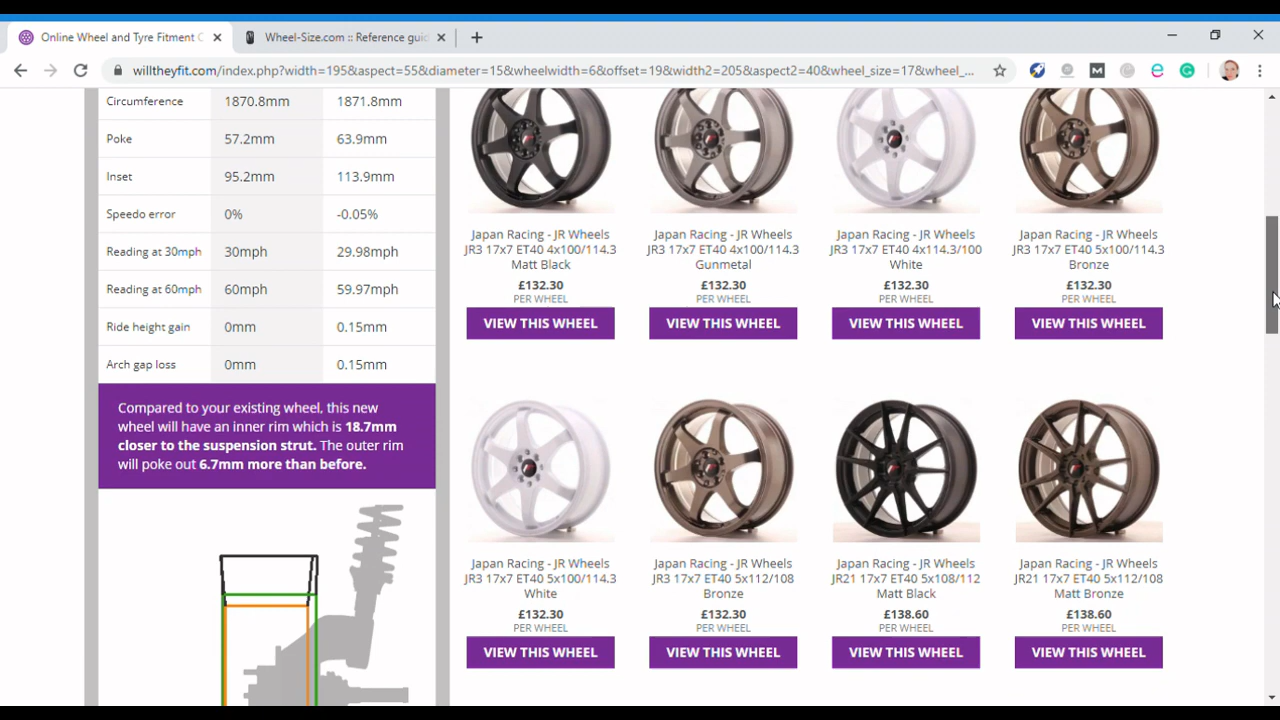 Online Wheel and Tyre Fitment C
Wheel-Size.com :: Reference guid
willtheyfit.com/index.php?width=195&aspect=55&diameter=15&wheelwidth=6&offset=19&width2=205&aspect2=40&wheel_size=17&wheel_...
Circumference 1870.8mm 1871.8mm
Poke 57.2mm 63.9mm
Inset 95.2mm 113.9mm
Speedo error 0% -0.05%
Reading at 30mph 30mph 29.98mph
Reading at 60mph 60mph 59.97mph
Ride height gain 0mm 0.15mm
Arch gap loss 0mm 0.15mm
Compared to your existing wheel, this new
wheel will have an inner rim which is 18.7mm
closer to the suspension strut. The outer rim
will poke out 6.7mm more than before.
Japan Racing - JR Wheels
JR3 17x7 ET40 4x100/114.3
Matt Black
£132.30
PER WHEEL
VIEW THIS WHEEL
Japan Racing - JR Wheels
JR3 17x7 ET40 4x100/114.3
Gunmetal
£132.30
PER WHEEL
VIEW THIS WHEEL
Japan Racing - JR Wheels
JR3 17x7 ET40 4x114.3/100
White
£132.30
PER WHEEL
VIEW THIS WHEEL
Japan Racing - JR Wheels
JR3 17x7 ET40 5x100/114.3
Bronze
£132.30
PER WHEEL
VIEW THIS WHEEL
Japan Racing - JR Wheels
JR3 17x7 ET40 5x100/114.3
White
£132.30
PER WHEEL
VIEW THIS WHEEL
Japan Racing - JR Wheels
JR3 17x7 ET40 5x112/108
Bronze
£132.30
PER WHEEL
VIEW THIS WHEEL
Japan Racing - JR Wheels
JR21 17x7 ET40 5x108/112
Matt Black
£138.60
PER WHEEL
VIEW THIS WHEEL
Japan Racing - JR Wheels
JR21 17x7 ET40 5x112/108
Matt Bronze
£138.60
PER WHEEL
VIEW THIS WHEEL